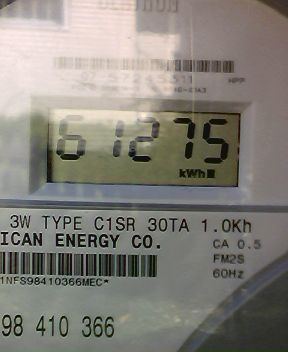 61275
kWh
3W TYPE C1SR 30TA 1.0Kh
ICAN ENERGY CO.
CA 0.5
FM2S
60Hz
1NFS98410366MEC*
98 410 366